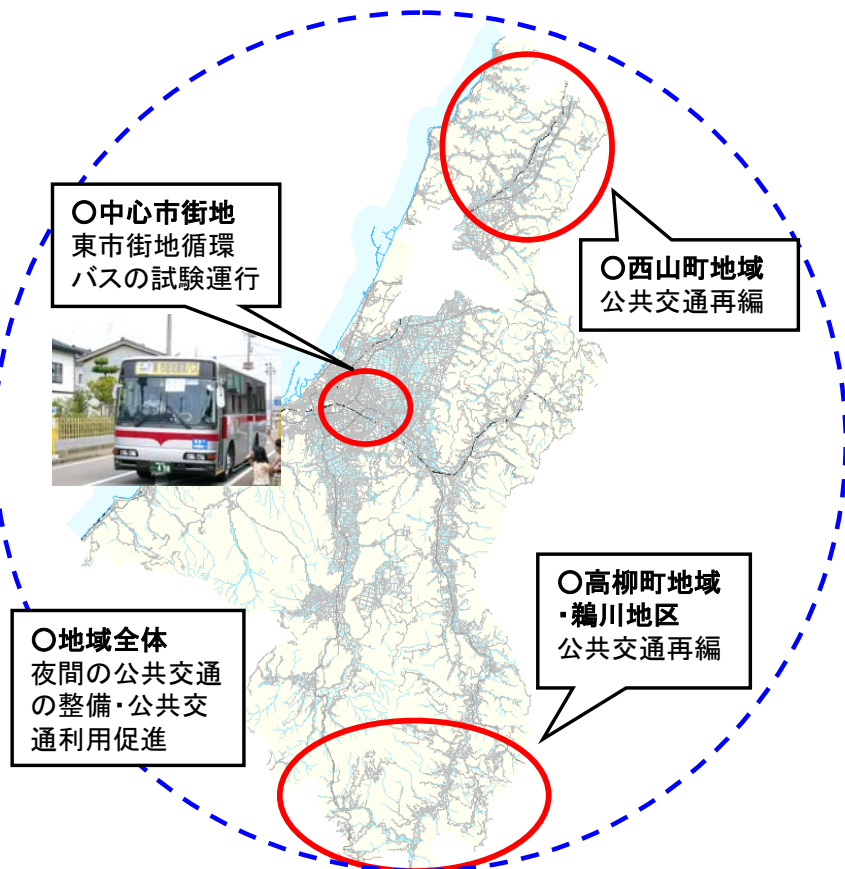 ○中心市街地
東市街地循環
バスの試験運行
○西山町地域
公共交通再編
○高柳町地域
・鵜川地区
公共交通再編
○地域全体
夜間の公共交通
の整備・公共交
通利用促進